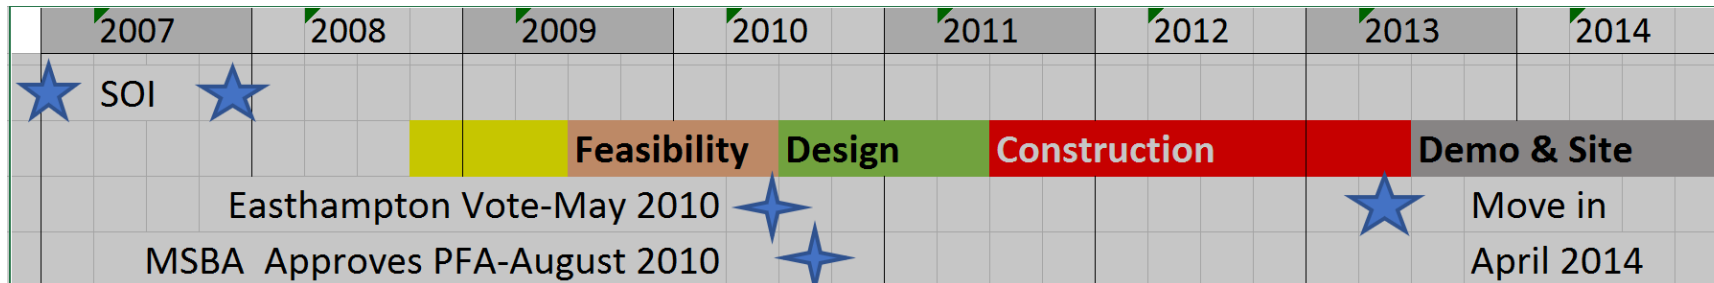 2007 2008 2009 2010 2011 2012 2013 2014
SOI
Feasibility Design Construction Demo & Site
Easthampton Vote-May 2010 Move in
MSBA Approves PFA-August 2010 April 2014